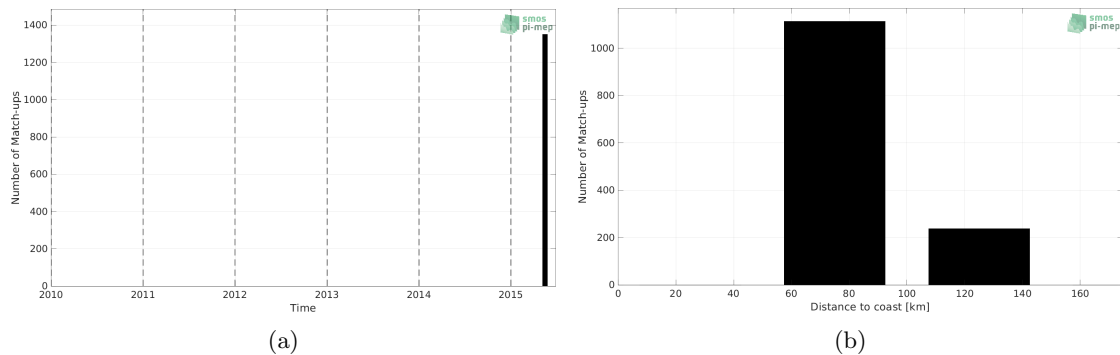 smos
pi-mep
1400
1200
1000
800
600
400
200
0
Number of Match-ups
2010 2011 2012 2013 2014 2015
Time
(a)
smos
pi-mep
1000
800
600
400
200
0
Number of Match-ups
0 20 40 60 80 100 120 140 160
Distance to coast [km]
(b)